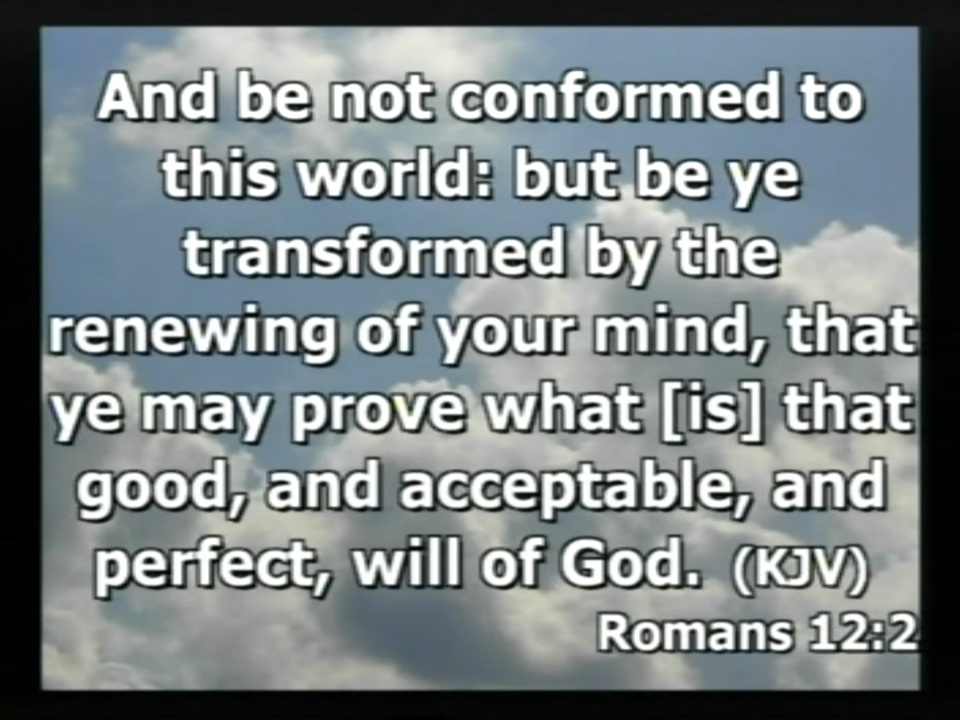 And be not conformed to
this world: but be ye
transformed by the
renewing of your mind, that
ye may prove what [is] that
good, and acceptable, and
perfect, will of God. (KJV)
Romans 12:2